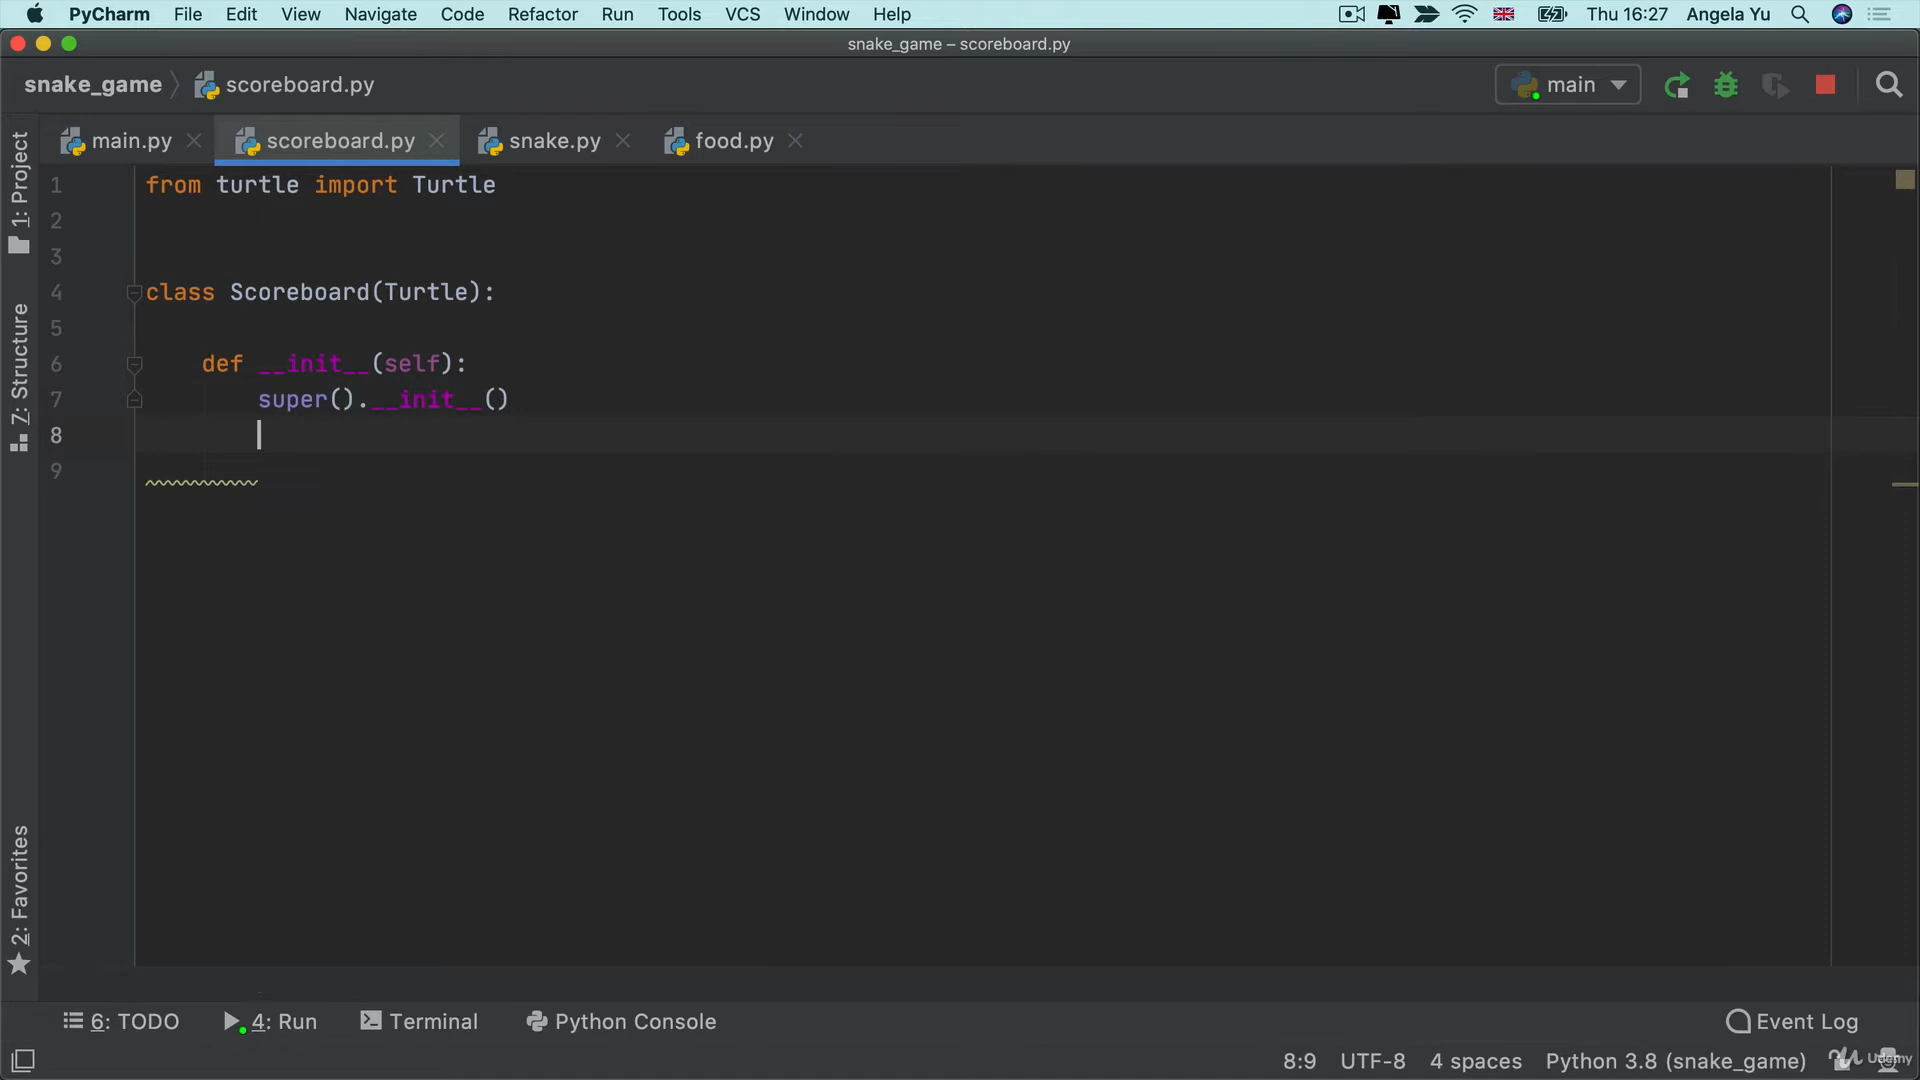 PyCharm File Edit View Navigate Code Refactor Run Tools VCS Window Help Thu 16:27 Angela Yu
snake_game – scoreboard.py
snake_game scoreboard.py main
main.py scoreboard.py snake.py food.py
1 from turtle import Turtle
2
3
4 class Scoreboard(Turtle):
5
6 def __init__(self):
7 super().__init__()
8
9
1: Project
7: Structure
2: Favorites
6: TODO 4: Run Terminal Python Console Event Log
8:9 UTF-8 4 spaces Python 3.8 (snake_game) Udemy